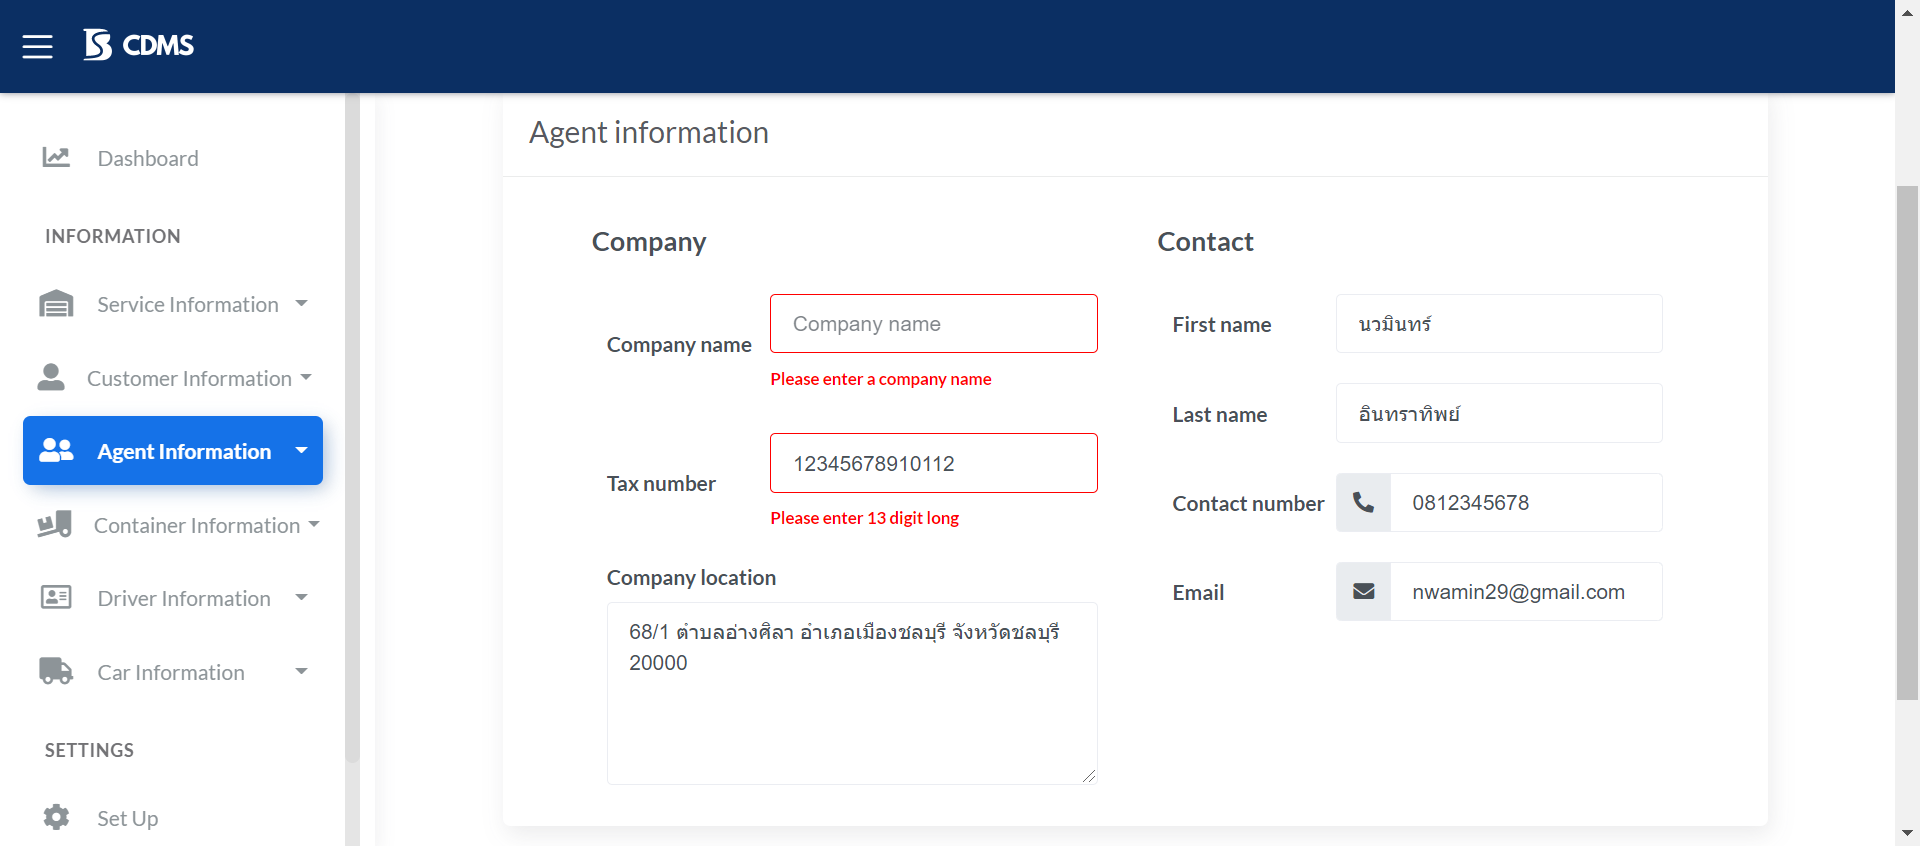 CDMS
Dashboard
INFORMATION
Service Information
Customer Information
Agent Information
Container Information
Driver Information
Car Information
SETTINGS
Set Up
Agent information
Company
Company name
Company name
Please enter a company name
Tax number
12345678910112
Please enter 13 digit long
Company location
68/1 ตำบลอ่างศิลา อำเภอเมืองชลบุรี จังหวัดชลบุรี
20000
Contact
First name
นวมินทร์
Last name
อินทราทิพย์
Contact number
0812345678
Email
nwamin29@gmail.com